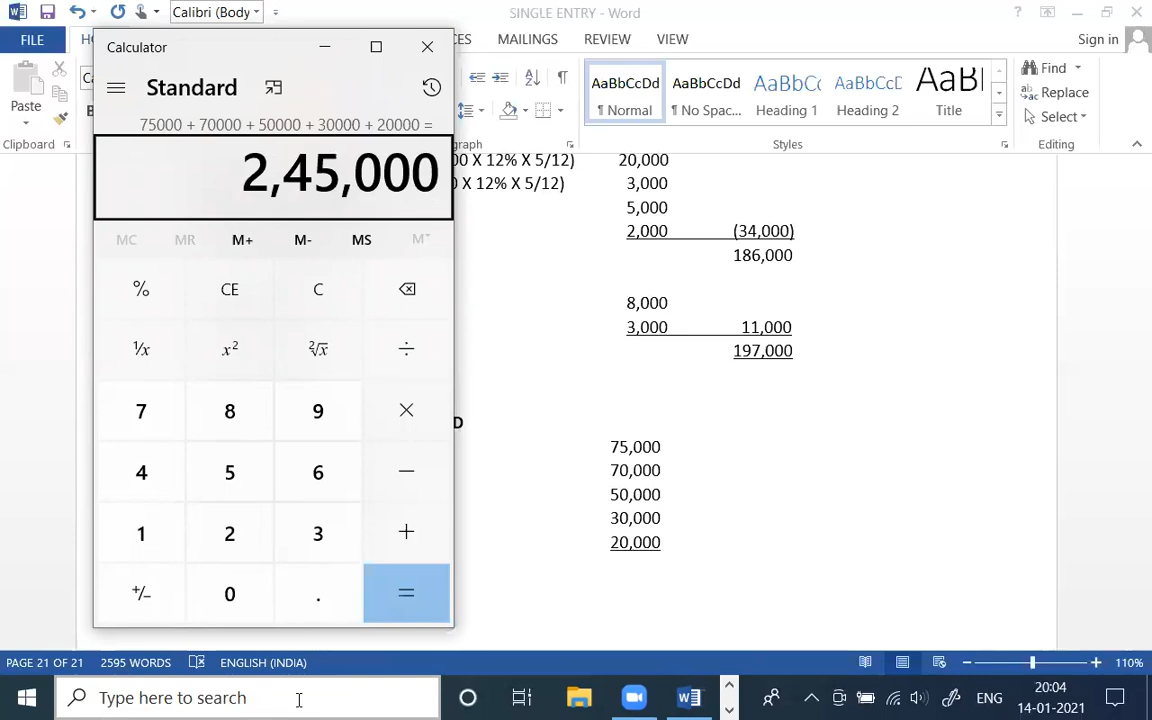 Calibri (Body
SINGLE ENTRY - Word
FILE
MAILINGS
REVIEW
VIEW
Sign in
Calculator
Standard
75000 + 70000 + 50000 + 30000 + 20000 =
2,45,000
MC MR M+ M- MS M˅
% CE C
¹/x x² ²√x ÷
7 8 9 ×
4 5 6 −
1 2 3 +
+/− 0 . =
Paste
Clipboard
AaBbCcDd
¶ Normal
AaBbCcDd
¶ No Spac...
AaBbCc
Heading 1
AaBbCcDd
Heading 2
Title
Styles
Find
Replace
Select
Editing
00 X 12% X 5/12) 20,000
0 X 12% X 5/12) 3,000
5,000
2,000 (34,000)
186,000
8,000
3,000 11,000
197,000
D
75,000
70,000
50,000
30,000
20,000
PAGE 21 OF 21 2595 WORDS ENGLISH (INDIA) 110%
Type here to search
ENG
20:04
14-01-2021